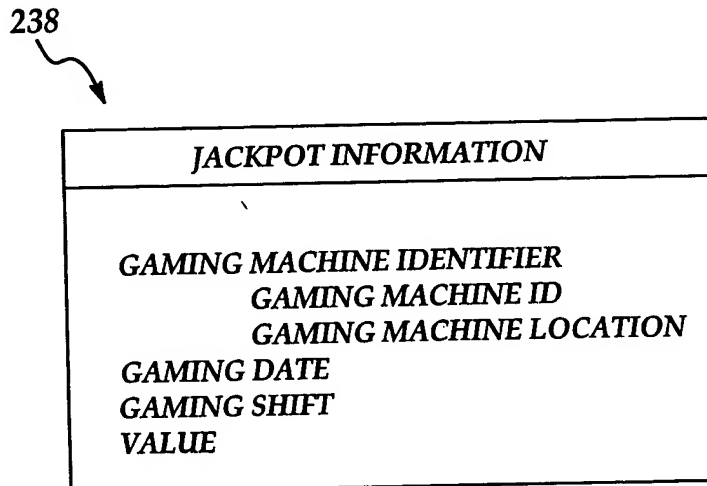 238
JACKPOT INFORMATION
GAMING MACHINE IDENTIFIER
GAMING MACHINE ID
GAMING MACHINE LOCATION
GAMING DATE
GAMING SHIFT
VALUE